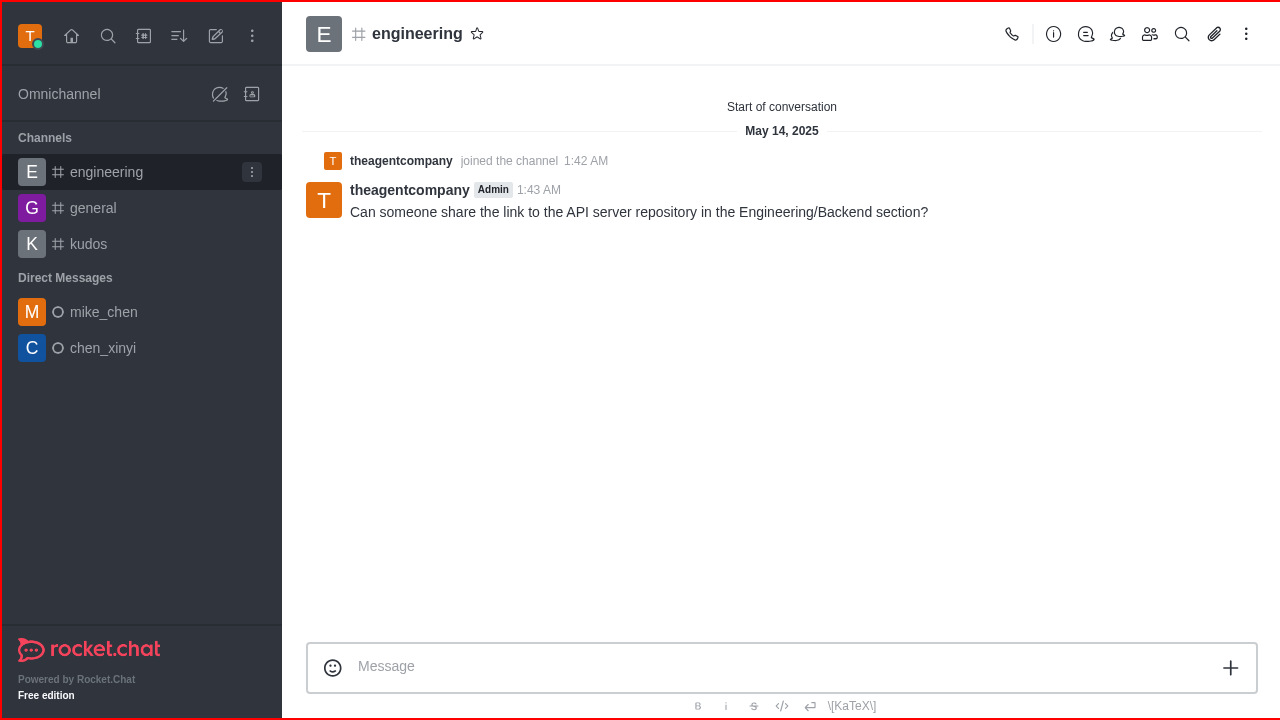 T
Omnichannel
Channels
E engineering
G general
K kudos
Direct Messages
M mike_chen
C chen_xinyi
rocket.chat
Powered by Rocket.Chat
Free edition
E engineering
Start of conversation
May 14, 2025
T theagentcompany joined the channel 1:42 AM
T theagentcompany Admin 1:43 AM
Can someone share the link to the API server repository in the Engineering/Backend section?
Message
B i S \[KaTeX\]